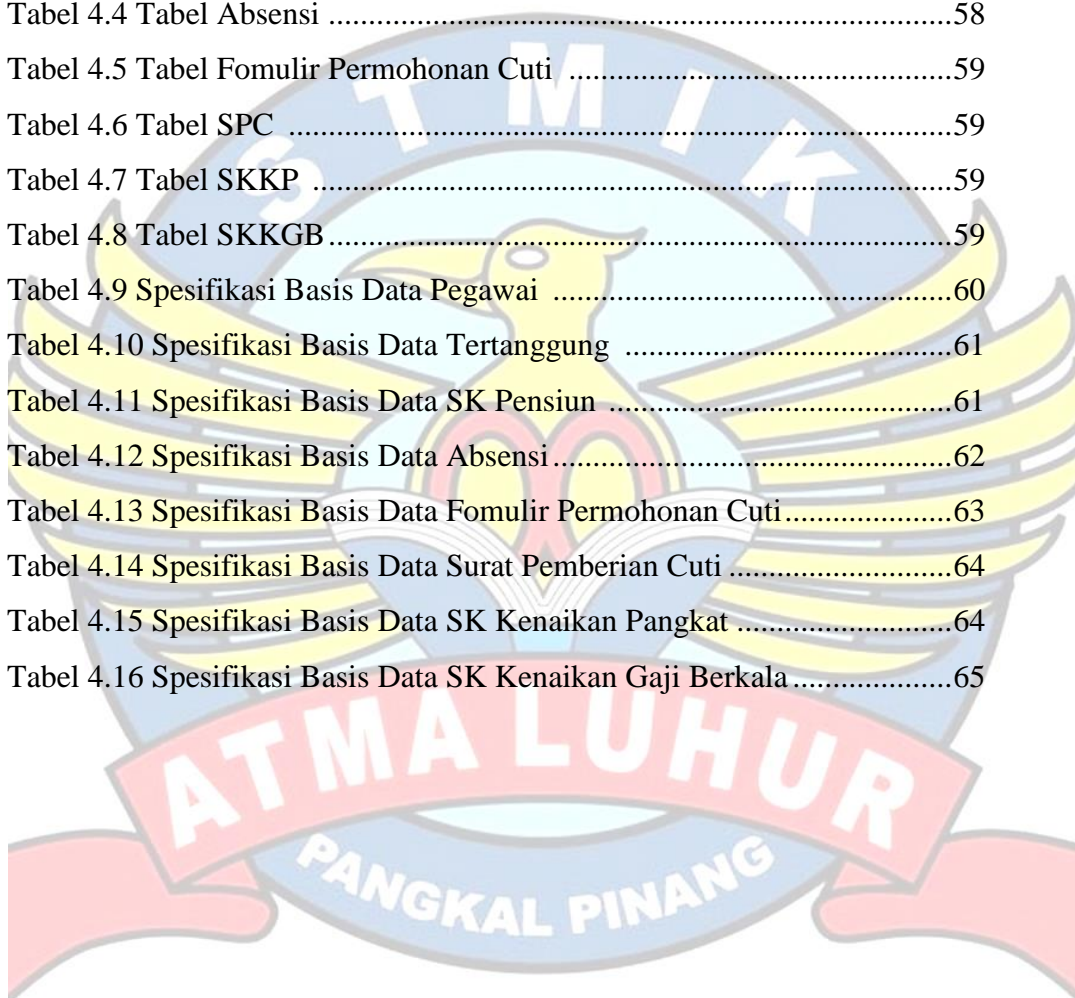 Tabel 4.4 Tabel Absensi ...............................................................................58
Tabel 4.5 Tabel Fomulir Permohonan Cuti .................................................59
Tabel 4.6 Tabel SPC ....................................................................................59
Tabel 4.7 Tabel SKKP .................................................................................59
Tabel 4.8 Tabel SKKGB...............................................................................59
Tabel 4.9 Spesifikasi Basis Data Pegawai ...................................................60
Tabel 4.10 Spesifikasi Basis Data Tertanggung ..........................................61
Tabel 4.11 Spesifikasi Basis Data SK Pensiun ............................................61
Tabel 4.12 Spesifikasi Basis Data Absensi...................................................62
Tabel 4.13 Spesifikasi Basis Data Fomulir Permohonan Cuti.....................63
Tabel 4.14 Spesifikasi Basis Data Surat Pemberian Cuti ............................64
Tabel 4.15 Spesifikasi Basis Data SK Kenaikan Pangkat ...........................64
Tabel 4.16 Spesifikasi Basis Data SK Kenaikan Gaji Berkala ....................65
STMIK
ATMA LUHUR
PANGKAL PINANG